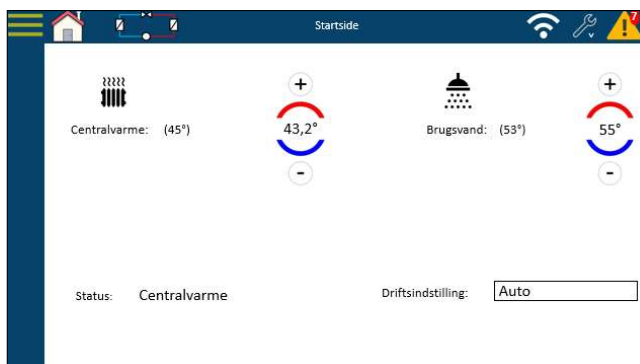 Startside
7
+ +
Centralvarme: (45°) 43,2° Brugsvand: (53°) 55°
- -
Status: Centralvarme Driftsindstilling: Auto